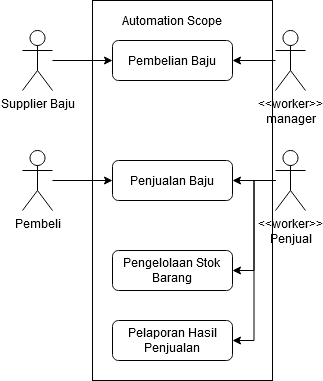 Automation Scope
Pembelian Baju
Supplier Baju
<<worker>>
manager
Penjualan Baju
Pembeli
<<worker>>
Penjual
Pengelolaan Stok
Barang
Pelaporan Hasil
Penjualan